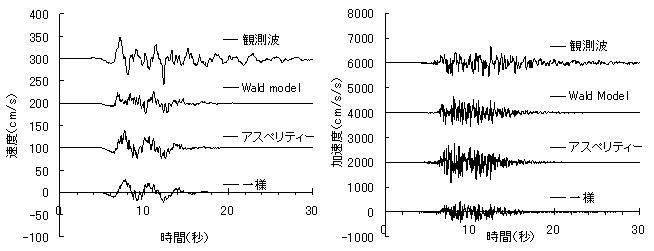 400
350
300
250
200
150
100
50
0
-50
-100
速度(cm/s)
観測波
Wald model
アスペリティー
一様
0
10
20
30
時間(秒)
8000
7000
6000
5000
4000
3000
2000
1000
0
-1000
加速度(cm/s/s)
観測波
Wald Model
アスペリティー
一様
0
10
20
30
時間(秒)